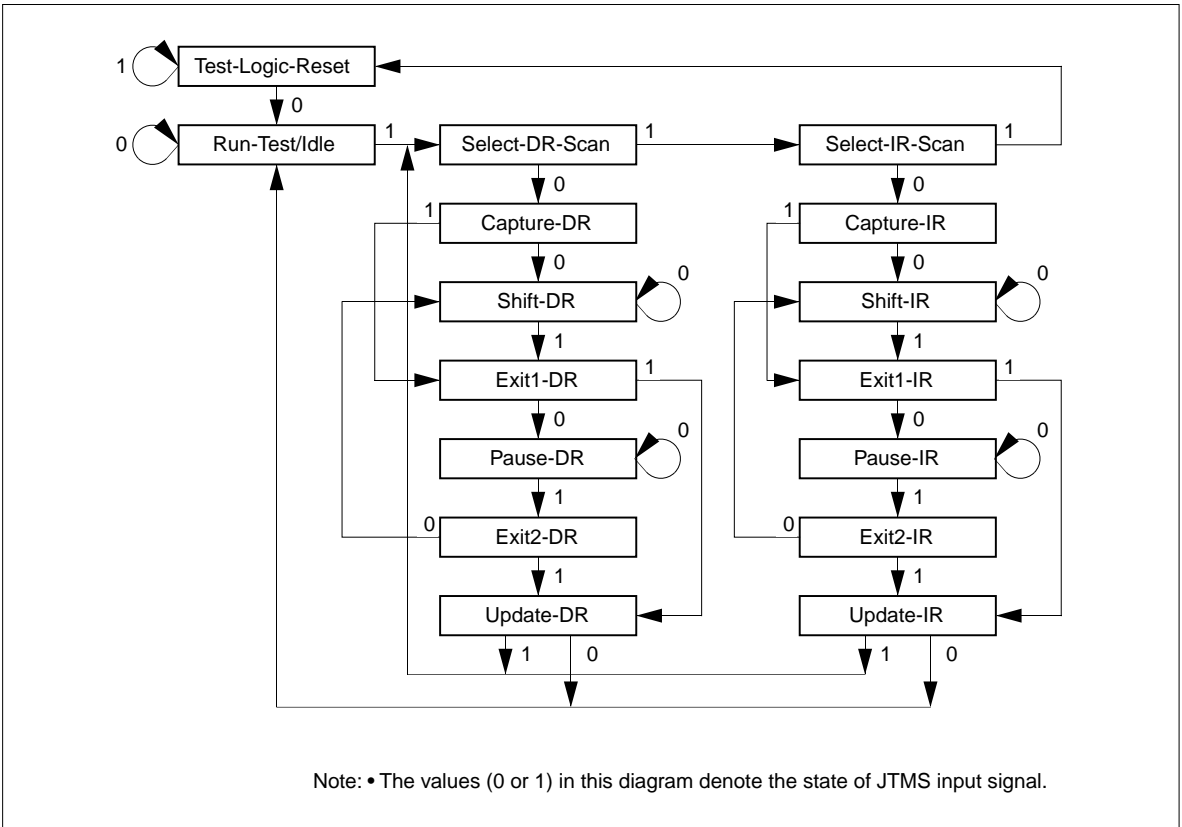 1 Test-Logic-Reset
0
0 Run-Test/Idle 1 Select-DR-Scan 1 Select-IR-Scan 1
0 0
1 Capture-DR 1 Capture-IR
0 0
Shift-DR 0 Shift-IR 0
1 1
Exit1-DR 1 Exit1-IR 1
0 0
Pause-DR 0 Pause-IR 0
1 1
0 Exit2-DR 0 Exit2-IR
1 1
Update-DR Update-IR
1 0 1 0
Note: • The values (0 or 1) in this diagram denote the state of JTMS input signal.